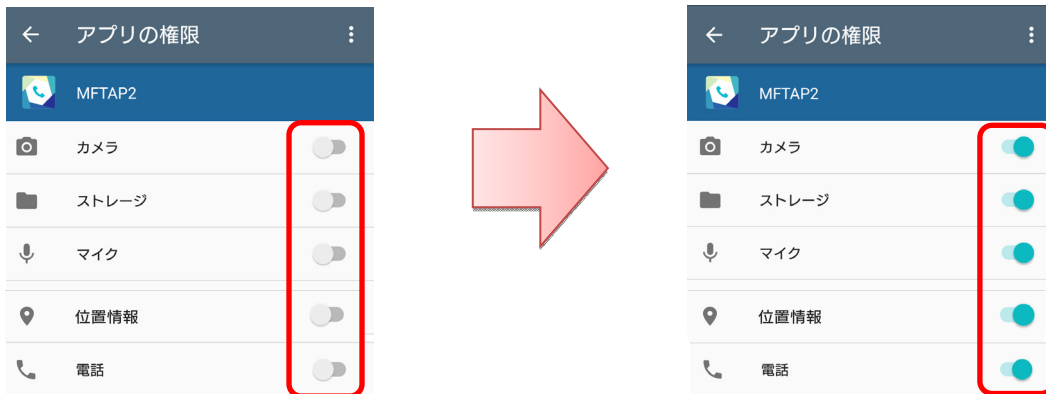 アプリの権限
MFTAP2
カメラ
ストレージ
マイク
位置情報
電話
アプリの権限
MFTAP2
カメラ
ストレージ
マイク
位置情報
電話